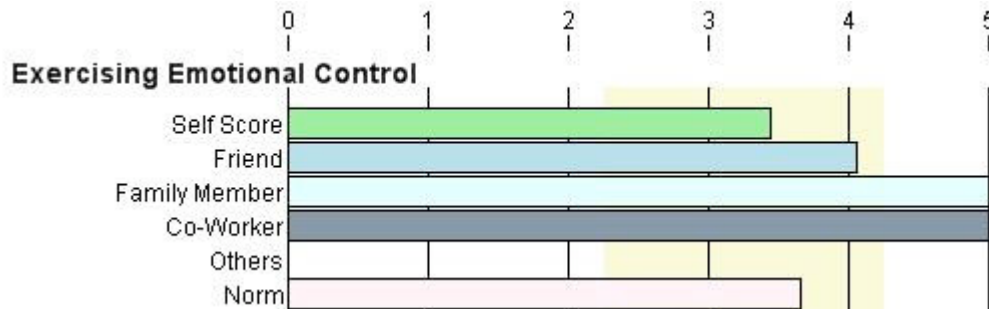 0 1 2 3 4 5
Exercising Emotional Control
Self Score
Friend
Family Member
Co-Worker
Others
Norm